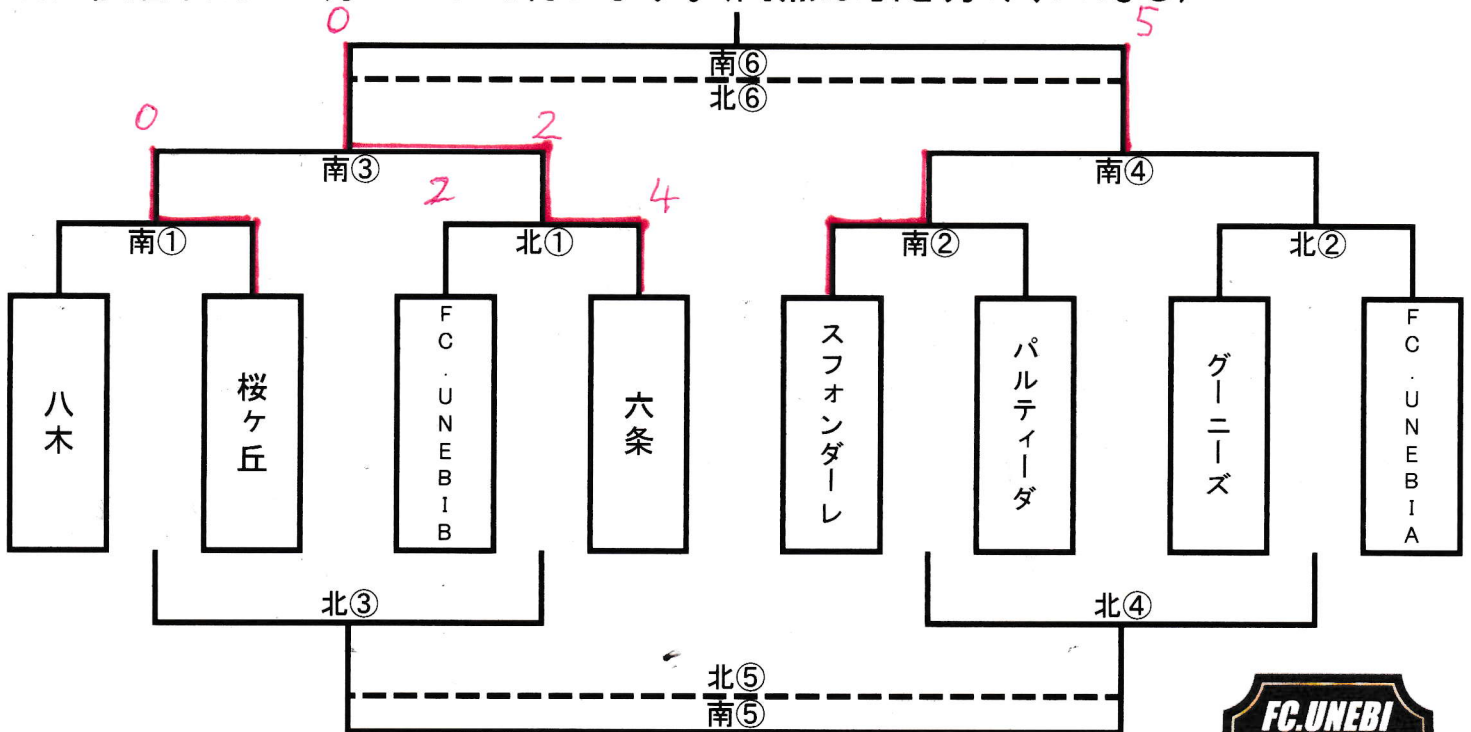 0
5
南⑥
北⑥
0
2
南③
南④
2
4
南①
北①
南②
北②
八木
桜ケ丘
FC.UNEBIB
六条
スフォンダーレ
パルティーダ
グーニーズ
FC.UNEBIA
北③
北④
北⑤
南⑤
FC.UNEBI